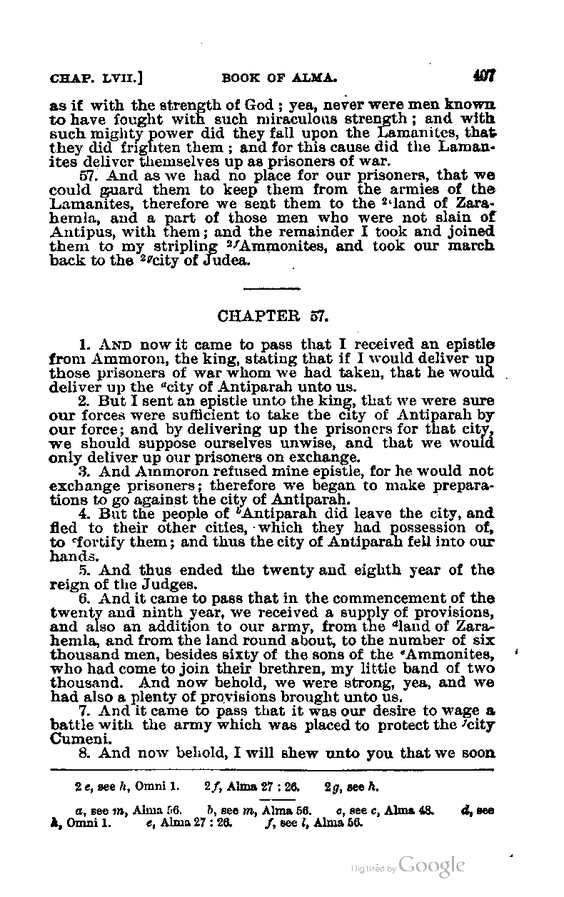 CHAP. LVII.] BOOK OF ALMA. 407
as if with the strength of God ; yea, never were men known
to have fought with such miraculous strength ; and with
such mighty power did they fall upon the Lamanites, that
they did frighten them ; and for this cause did the Laman-
ites deliver themselves up as prisoners of war.
57. And as we had no place for our prisoners, that we
could guard them to keep them from the armies of the
Lamanites, therefore we sent them to the ²ᵉland of Zara-
hemla, and a part of those men who were not slain of
Antipus, with them ; and the remainder I took and joined
them to my stripling ²ᶠAmmonites, and took our march
back to the ²ᵍcity of Judea.
CHAPTER 57.
1. AND now it came to pass that I received an epistle
from Ammoron, the king, stating that if I would deliver up
those prisoners of war whom we had taken, that he would
deliver up the ᵃcity of Antiparah unto us.
2. But I sent an epistle unto the king, that we were sure
our forces were sufficient to take the city of Antiparah by
our force; and by delivering up the prisoners for that city,
we should suppose ourselves unwise, and that we would
only deliver up our prisoners on exchange.
3. And Ammoron refused mine epistle, for he would not
exchange prisoners; therefore we began to make prepara-
tions to go against the city of Antiparah.
4. But the people of ᵇAntiparah did leave the city, and
fled to their other cities, which they had possession of,
to ᶜfortify them; and thus the city of Antiparah fell into our
hands.
5. And thus ended the twenty and eighth year of the
reign of the Judges.
6. And it came to pass that in the commencement of the
twenty and ninth year, we received a supply of provisions,
and also an addition to our army, from the ᵈland of Zara-
hemla, and from the land round about, to the number of six
thousand men, besides sixty of the sons of the ᵉAmmonites,
who had come to join their brethren, my little band of two
thousand. And now behold, we were strong, yea, and we
had also a plenty of provisions brought unto us.
7. And it came to pass that it was our desire to wage a
battle with the army which was placed to protect the ᶠcity
Cumeni.
8. And now behold, I will shew unto you that we soon
2 e, see h, Omni 1. 2 f, Alma 27 : 26. 2 g, see h.
a, see m, Alma 56. b, see m, Alma 56. c, see c, Alma 48. d, see
h, Omni 1. e, Alma 27 : 26. f, see l, Alma 56.
Digitized by Google